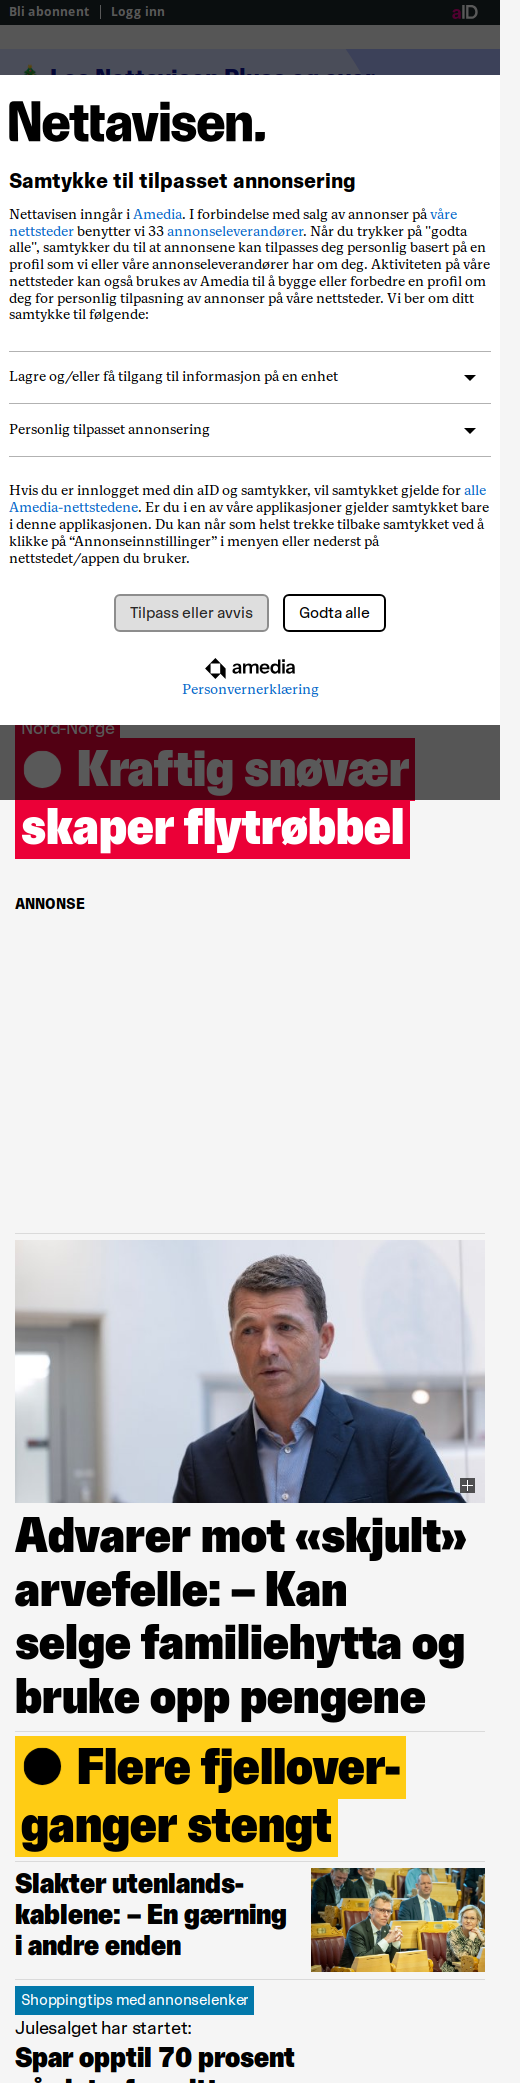 Bli abonnent | Logg inn
aID
Nettavisen.
Samtykke til tilpasset annonsering
Nettavisen inngår i Amedia. I forbindelse med salg av annonser på våre
nettsteder benytter vi 33 annonseleverandører. Når du trykker på "godta
alle", samtykker du til at annonsene kan tilpasses deg personlig basert på en
profil som vi eller våre annonseleverandører har om deg. Aktiviteten på våre
nettsteder kan også brukes av Amedia til å bygge eller forbedre en profil om
deg for personlig tilpasning av annonser på våre nettsteder. Vi ber om ditt
samtykke til følgende:
Lagre og/eller få tilgang til informasjon på en enhet
Personlig tilpasset annonsering
Hvis du er innlogget med din aID og samtykker, vil samtykket gjelde for alle
Amedia-nettstedene. Er du i en av våre applikasjoner gjelder samtykket bare
i denne applikasjonen. Du kan når som helst trekke tilbake samtykket ved å
klikke på “Annonseinnstillinger” i menyen eller nederst på
nettstedet/appen du bruker.
Tilpass eller avvis
Godta alle
amedia
Personvernerklæring
Nord-Norge
Kraftig snøvær
skaper flytrøbbel
ANNONSE
Advarer mot «skjult»
arvefelle: – Kan
selge familiehytta og
bruke opp pengene
Flere fjellover-
ganger stengt
Slakter utenlands-
kablene: – En gærning
i andre enden
Shoppingtips med annonselenker
Julesalget har startet:
Spar opptil 70 prosent